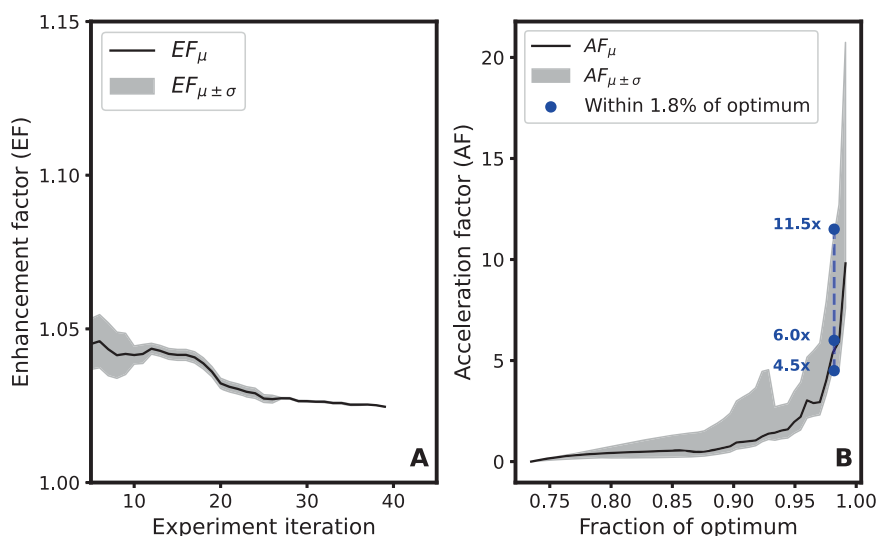 1.15
1.10
1.05
1.00
Enhancement factor (EF)
EFμ
EFμ ± σ
A
10 20 30 40
Experiment iteration
20
15
10
5
0
Acceleration factor (AF)
AFμ
AFμ ± σ
Within 1.8% of optimum
11.5x
6.0x
4.5x
B
0.75 0.80 0.85 0.90 0.95 1.00
Fraction of optimum